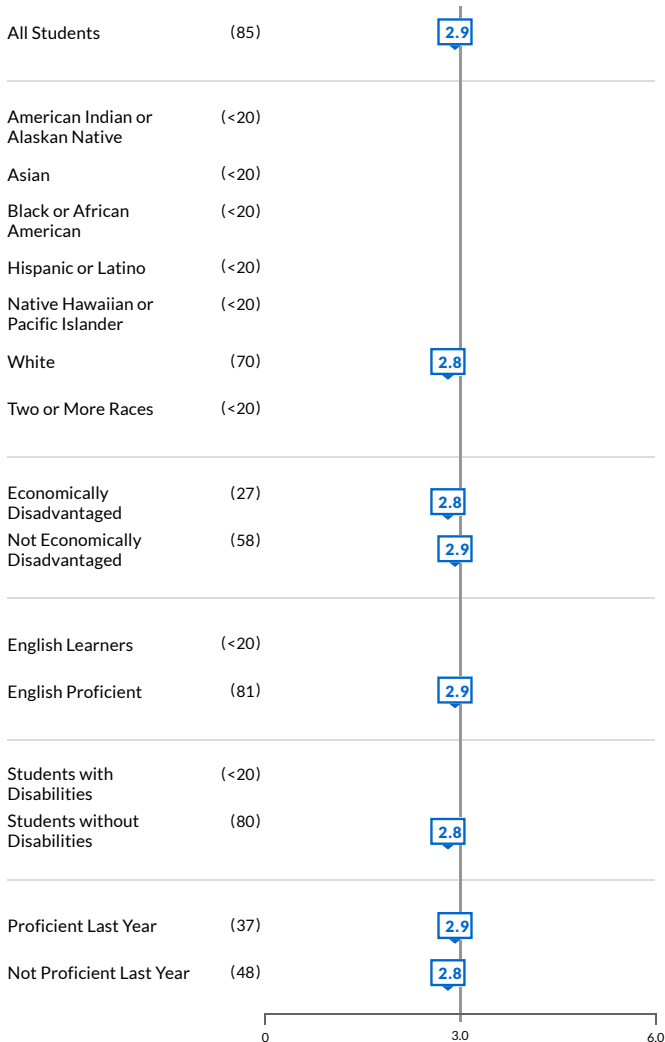 All Students (85) 2.9
American Indian or (<20)
Alaskan Native
Asian (<20)
Black or African (<20)
American
Hispanic or Latino (<20)
Native Hawaiian or (<20)
Pacific Islander
White (70) 2.8
Two or More Races (<20)
Economically (27) 2.8
Disadvantaged
Not Economically (58) 2.9
Disadvantaged
English Learners (<20)
English Proficient (81) 2.9
Students with (<20)
Disabilities
Students without (80) 2.8
Disabilities
Proficient Last Year (37) 2.9
Not Proficient Last Year (48) 2.8
0 3.0 6.0